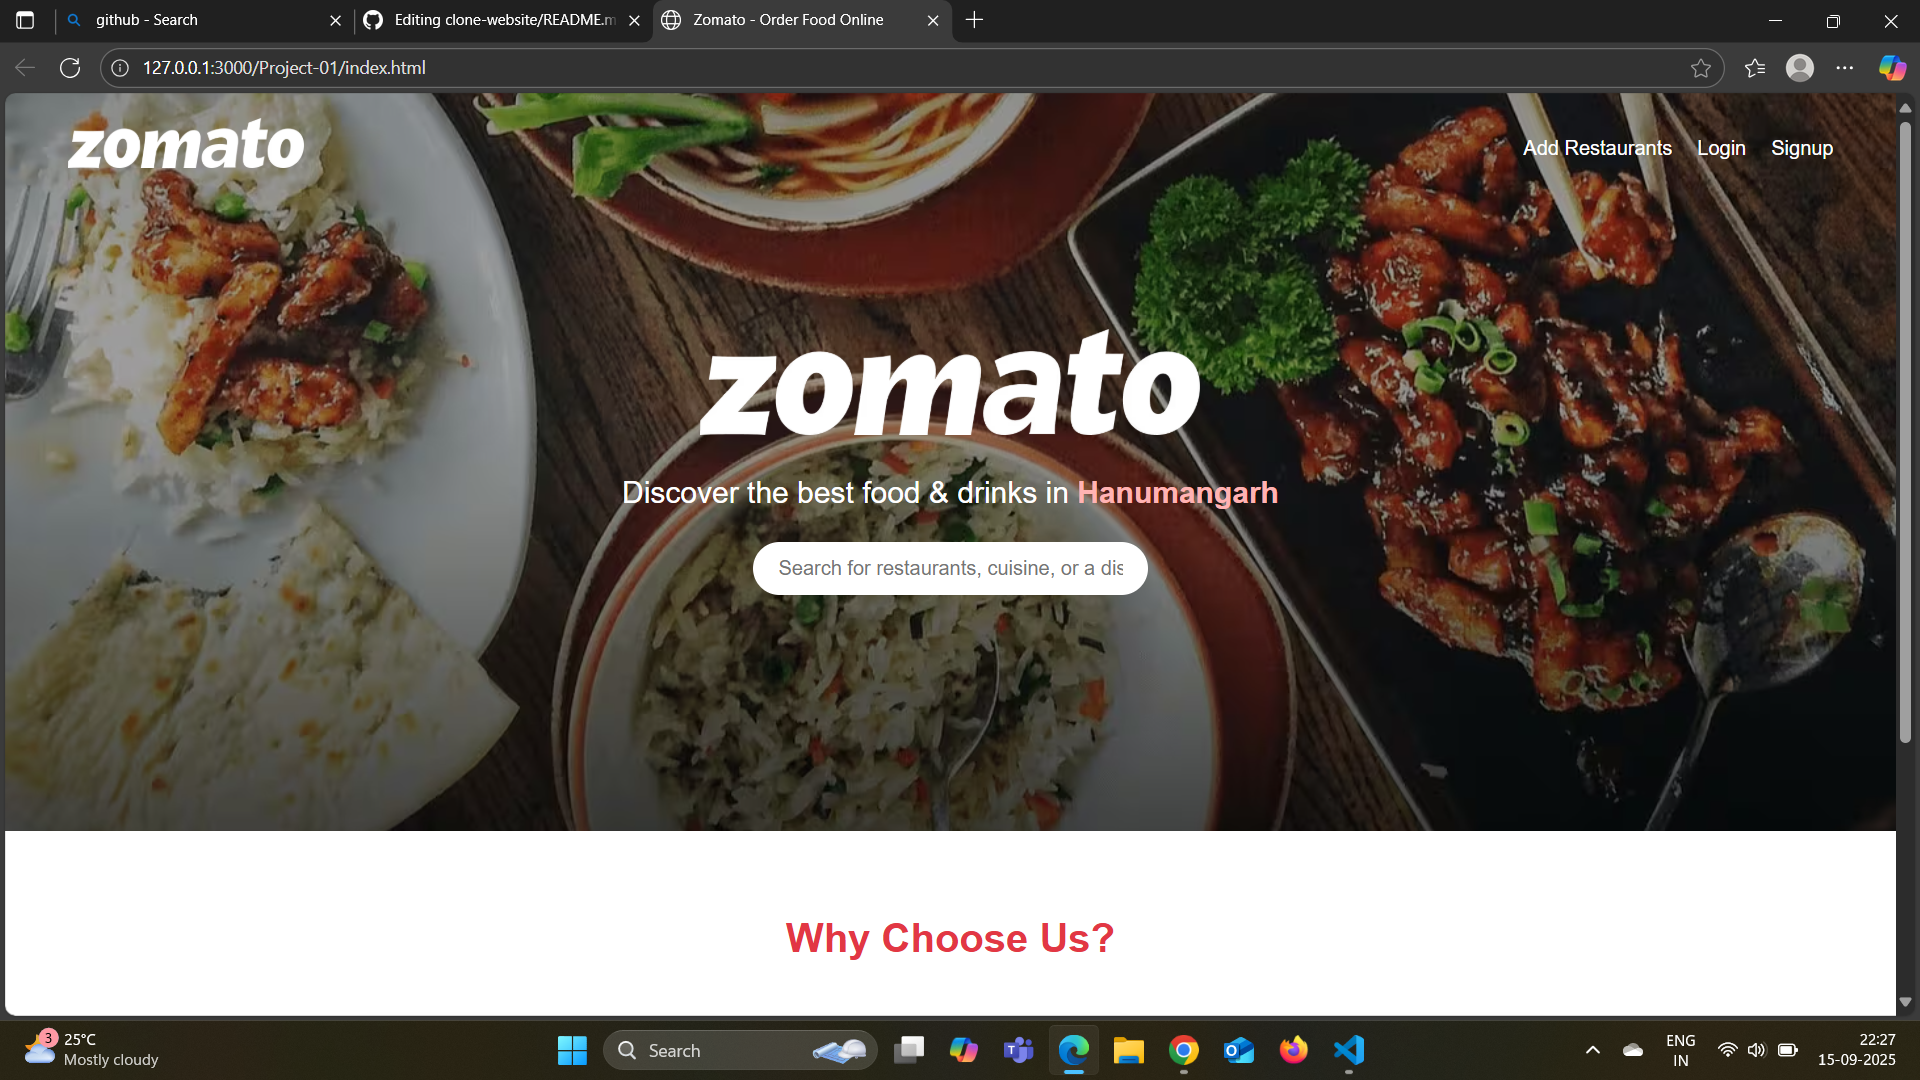 github - Search
Editing clone-website/README.m
Zomato - Order Food Online
127.0.0.1:3000/Project-01/index.html
zomato
Add Restaurants
Login
Signup
zomato
Discover the best food & drinks in Hanumangarh
Search for restaurants, cuisine, or a dis
Why Choose Us?
3
25°C
Mostly cloudy
Search
ENG
IN
22:27
15-09-2025